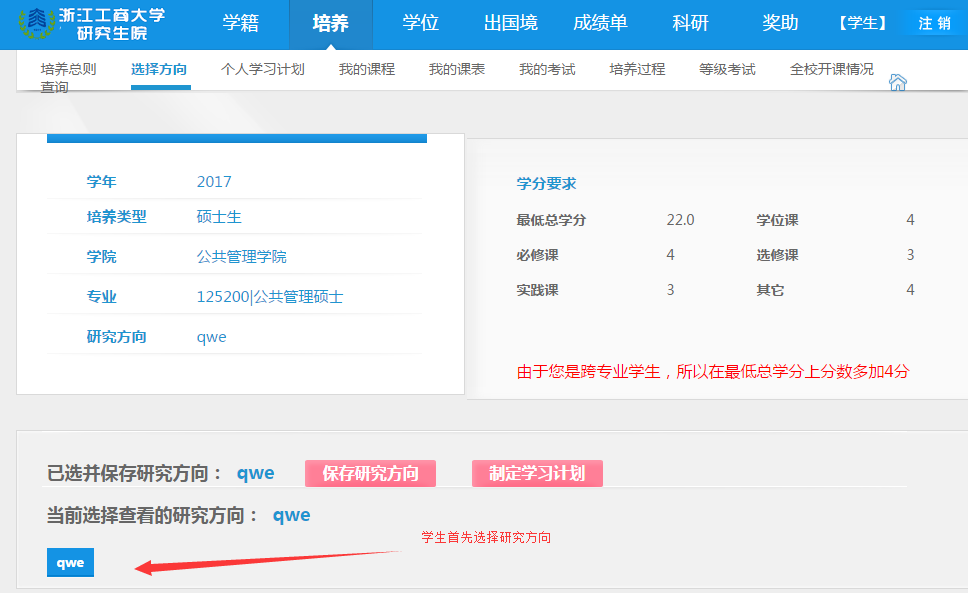 浙江工商大学
研究生院
学籍 培养 学位 出国境 成绩单 科研 奖助 【学生】 注 销
培养总则 选择方向 个人学习计划 我的课程 我的课表 我的考试 培养过程 等级考试 全校开课情况
查询
学年 2017
培养类型 硕士生
学院 公共管理学院
专业 125200|公共管理硕士
研究方向 qwe
学分要求
最低总学分 22.0 学位课 4
必修课 4 选修课 3
实践课 3 其它 4
由于您是跨专业学生，所以在最低总学分上分数多加4分
已选并保存研究方向： qwe 保存研究方向 制定学习计划
当前选择查看的研究方向： qwe
学生首先选择研究方向
qwe